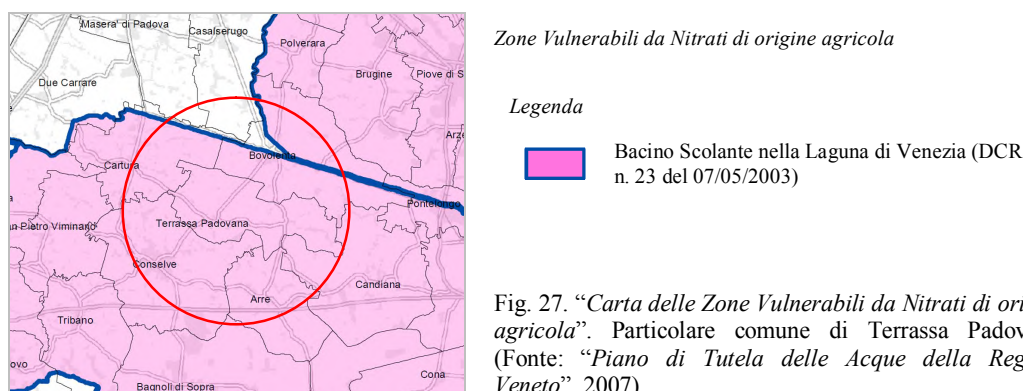 Masera' di Padova
Casalserugo
Polverara
Brugine
Piove di S
Due Carrare
Arze
Bovolenta
Cartura
Pontelongo
n Pietro Viminario
Terrassa Padovana
Conselve
Candiana
Arre
Tribano
ovo
Cona
Bagnoli di Sopra
Zone Vulnerabili da Nitrati di origine agricola
Legenda
Bacino Scolante nella Laguna di Venezia (DCR
n. 23 del 07/05/2003)
Fig. 27. “Carta delle Zone Vulnerabili da Nitrati di ori
agricola”. Particolare comune di Terrassa Padov
(Fonte: “Piano di Tutela delle Acque della Reg
Veneto”, 2007)